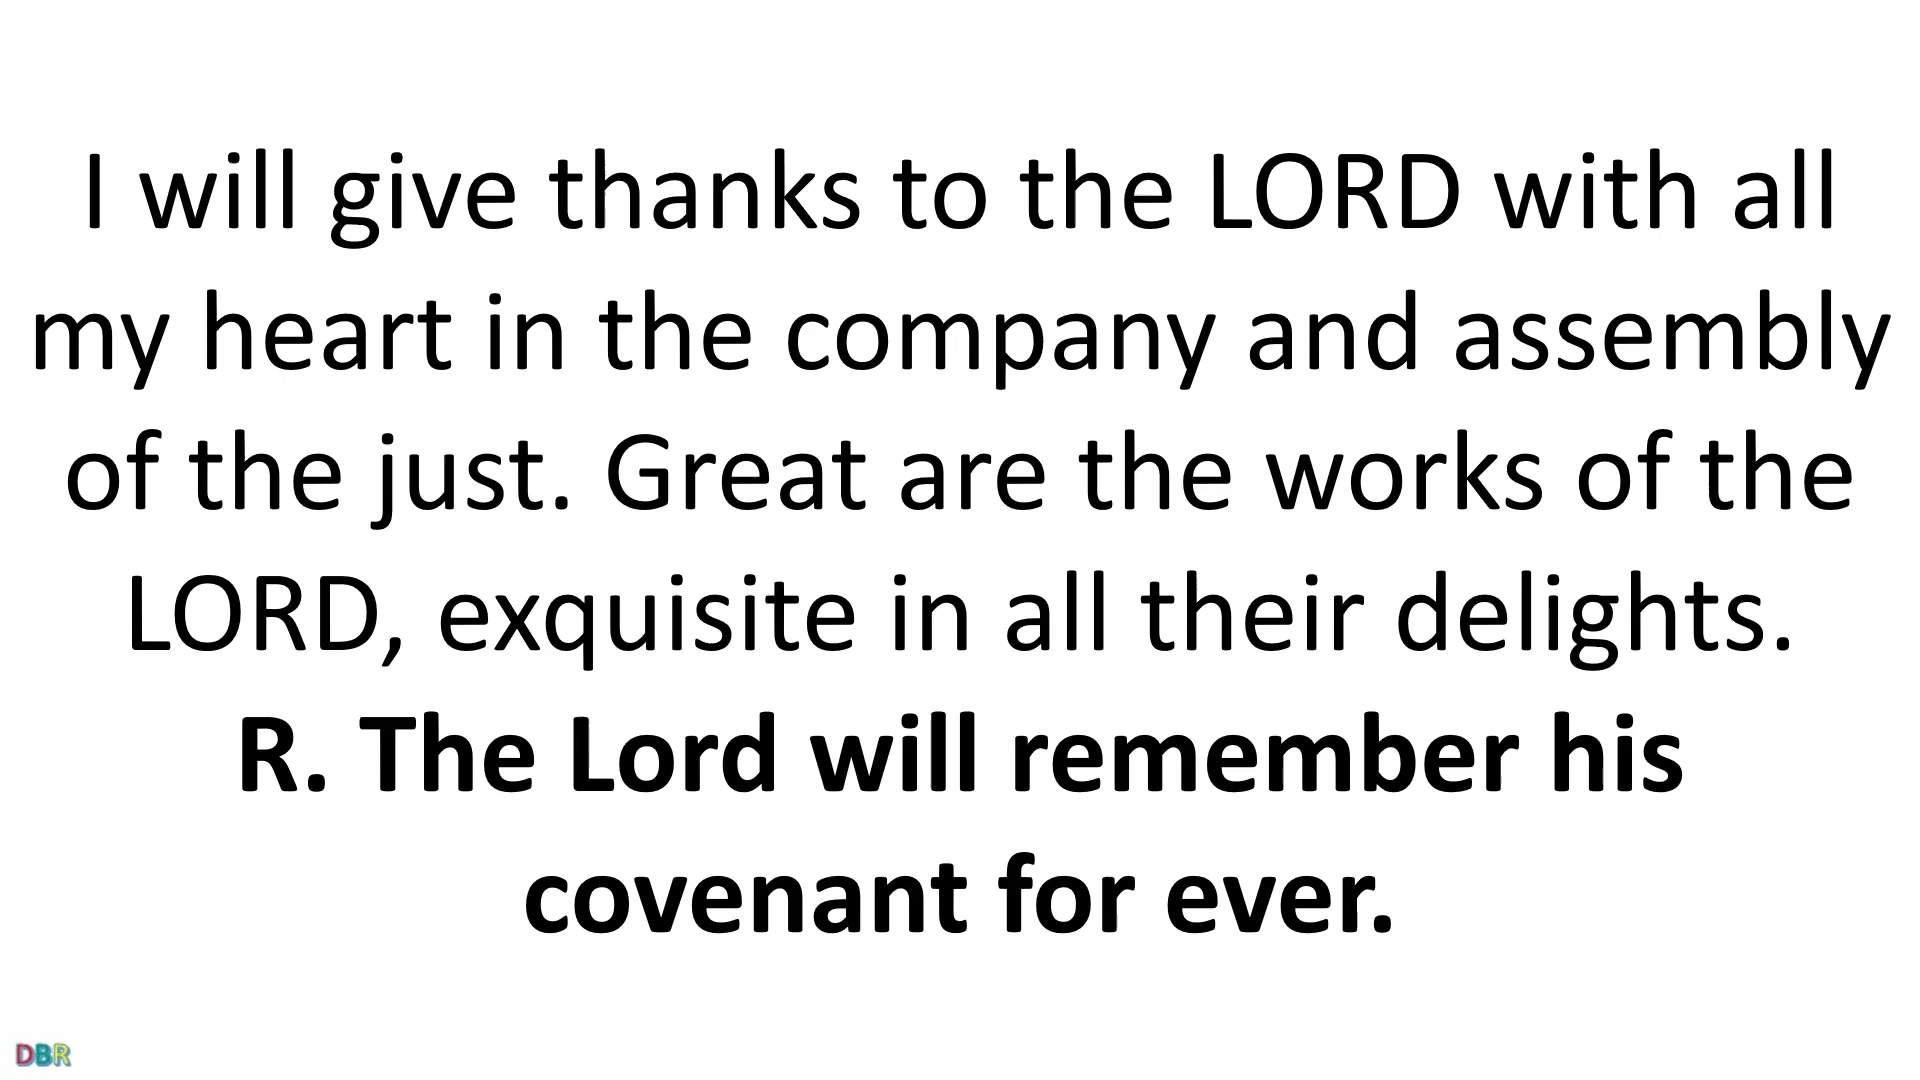 I will give thanks to the LORD with all
my heart in the company and assembly
of the just. Great are the works of the
LORD, exquisite in all their delights.
R. The Lord will remember his
covenant for ever.
DBR